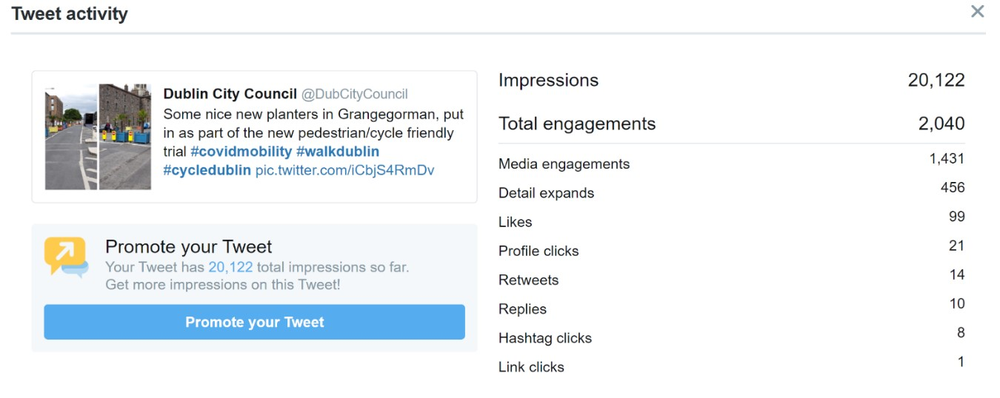 Tweet activity
Dublin City Council @DubCityCouncil
Some nice new planters in Grangegorman, put
in as part of the new pedestrian/cycle friendly
trial #covidmobility #walkdublin
#cycledublin pic.twitter.com/iCbjS4RmDv
Promote your Tweet
Your Tweet has 20,122 total impressions so far.
Get more impressions on this Tweet!
Promote your Tweet
Impressions 20,122
Total engagements 2,040
Media engagements 1,431
Detail expands 456
Likes 99
Profile clicks 21
Retweets 14
Replies 10
Hashtag clicks 8
Link clicks 1